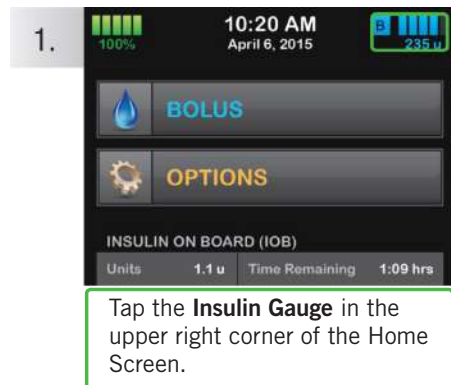 1.
100%
10:20 AM
April 6, 2015
B
235 u
BOLUS
OPTIONS
INSULIN ON BOARD (IOB)
Units 1.1 u Time Remaining 1:09 hrs
Tap the Insulin Gauge in the
upper right corner of the Home
Screen.